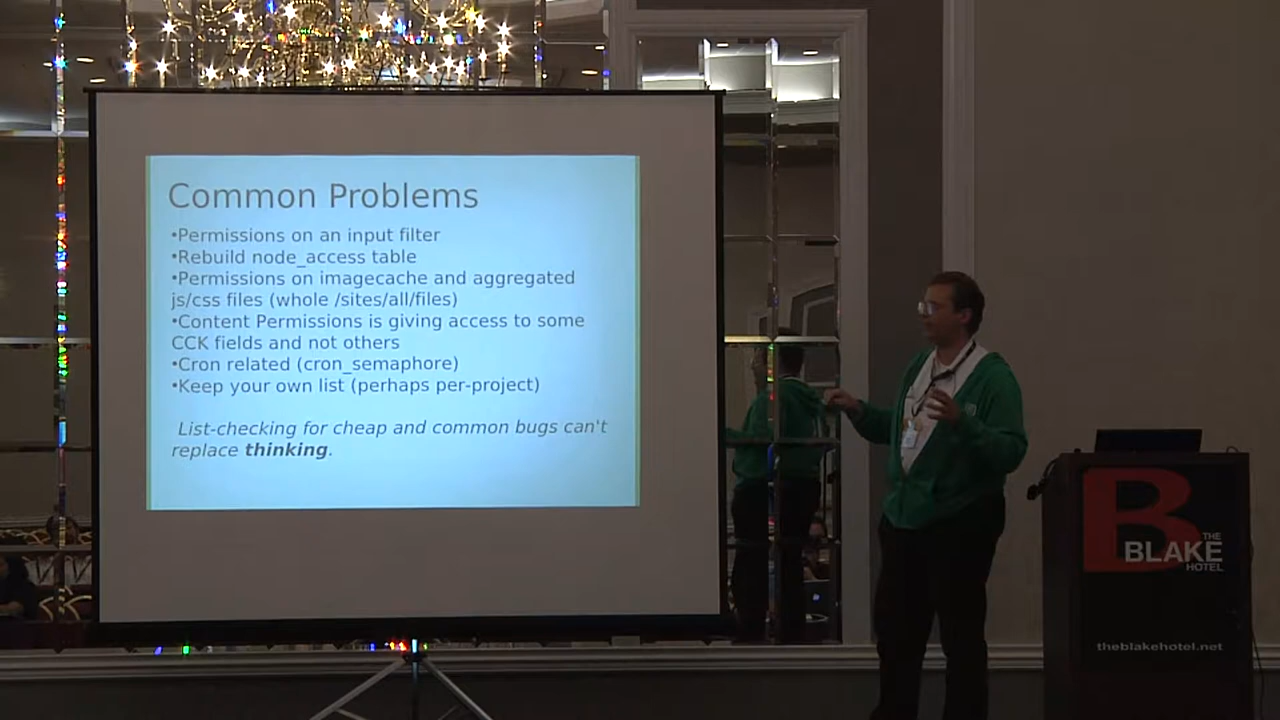 Common Problems
•Permissions on an input filter
•Rebuild node_access table
•Permissions on imagecache and aggregated
js/css files (whole /sites/all/files)
•Content Permissions is giving access to some
CCK fields and not others
•Cron related (cron_semaphore)
•Keep your own list (perhaps per-project)
List-checking for cheap and common bugs can't
replace thinking.
B
THE
BLAKE
HOTEL
theblakehotel.net